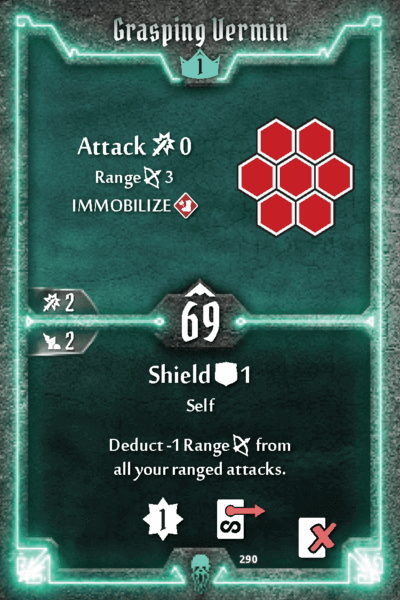 Grasping Vermin
1
Attack 0
Range 3
IMMOBILIZE
2
69
2
Shield 1
Self
Deduct -1 Range from
all your ranged attacks.
1
S
290